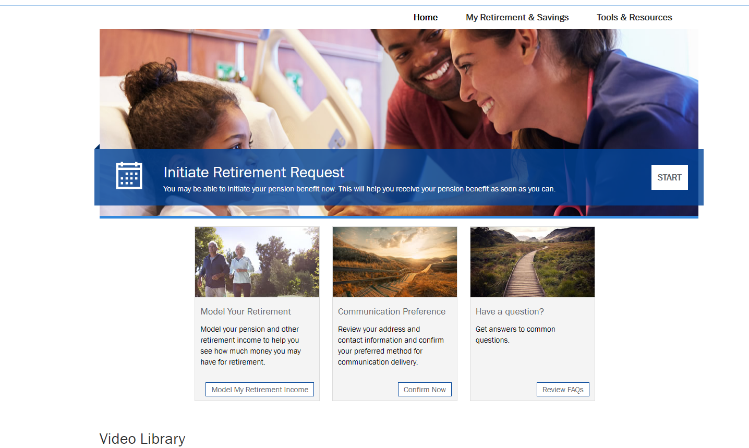 Home My Retirement & Savings Tools & Resources
Initiate Retirement Request
You may be able to initiate your pension benefit now. This will help you receive your pension benefit as soon as you can.
START
Model Your Retirement
Model your pension and other
retirement income to help you
see how much money you may
have for retirement.
Model My Retirement Income
Communication Preference
Review your address and
contact information and confirm
your preferred method for
communication delivery.
Confirm Now
Have a question?
Get answers to common
questions.
Review FAQs
Video Library